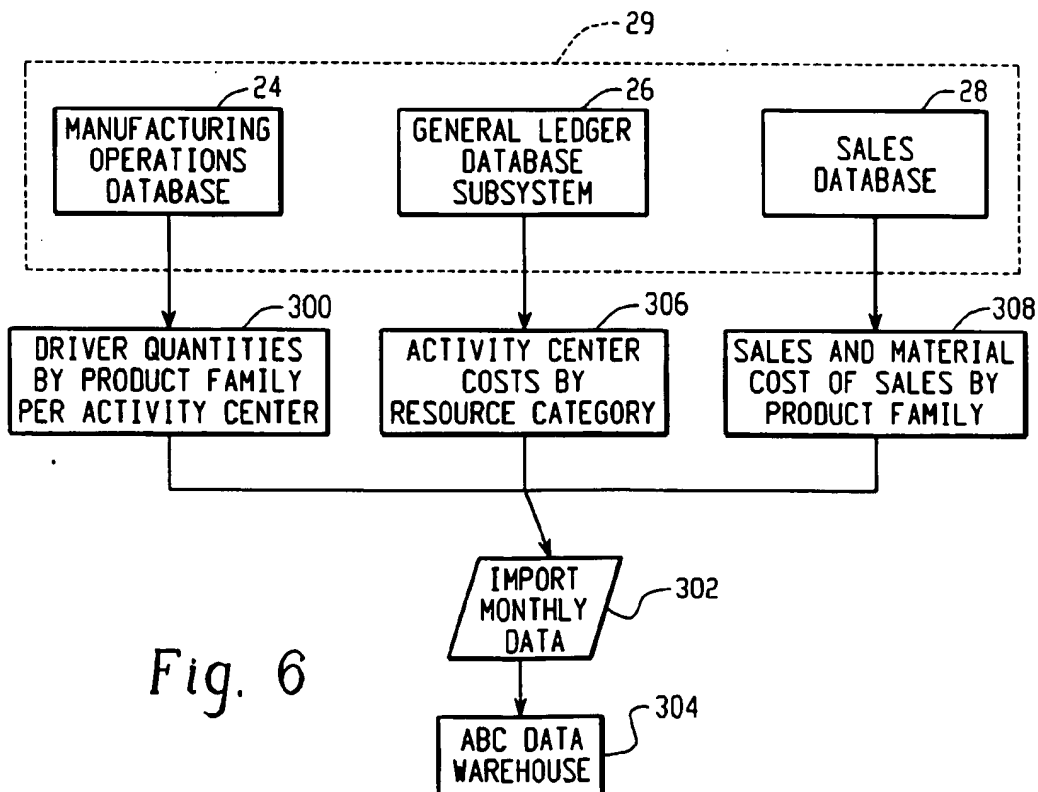 29
24
26
28
MANUFACTURING
OPERATIONS
DATABASE
GENERAL LEDGER
DATABASE
SUBSYSTEM
SALES
DATABASE
300
306
308
DRIVER QUANTITIES
BY PRODUCT FAMILY
PER ACTIVITY CENTER
ACTIVITY CENTER
COSTS BY
RESOURCE CATEGORY
SALES AND MATERIAL
COST OF SALES BY
PRODUCT FAMILY
IMPORT
MONTHLY
DATA
302
Fig. 6
304
ABC DATA
WAREHOUSE